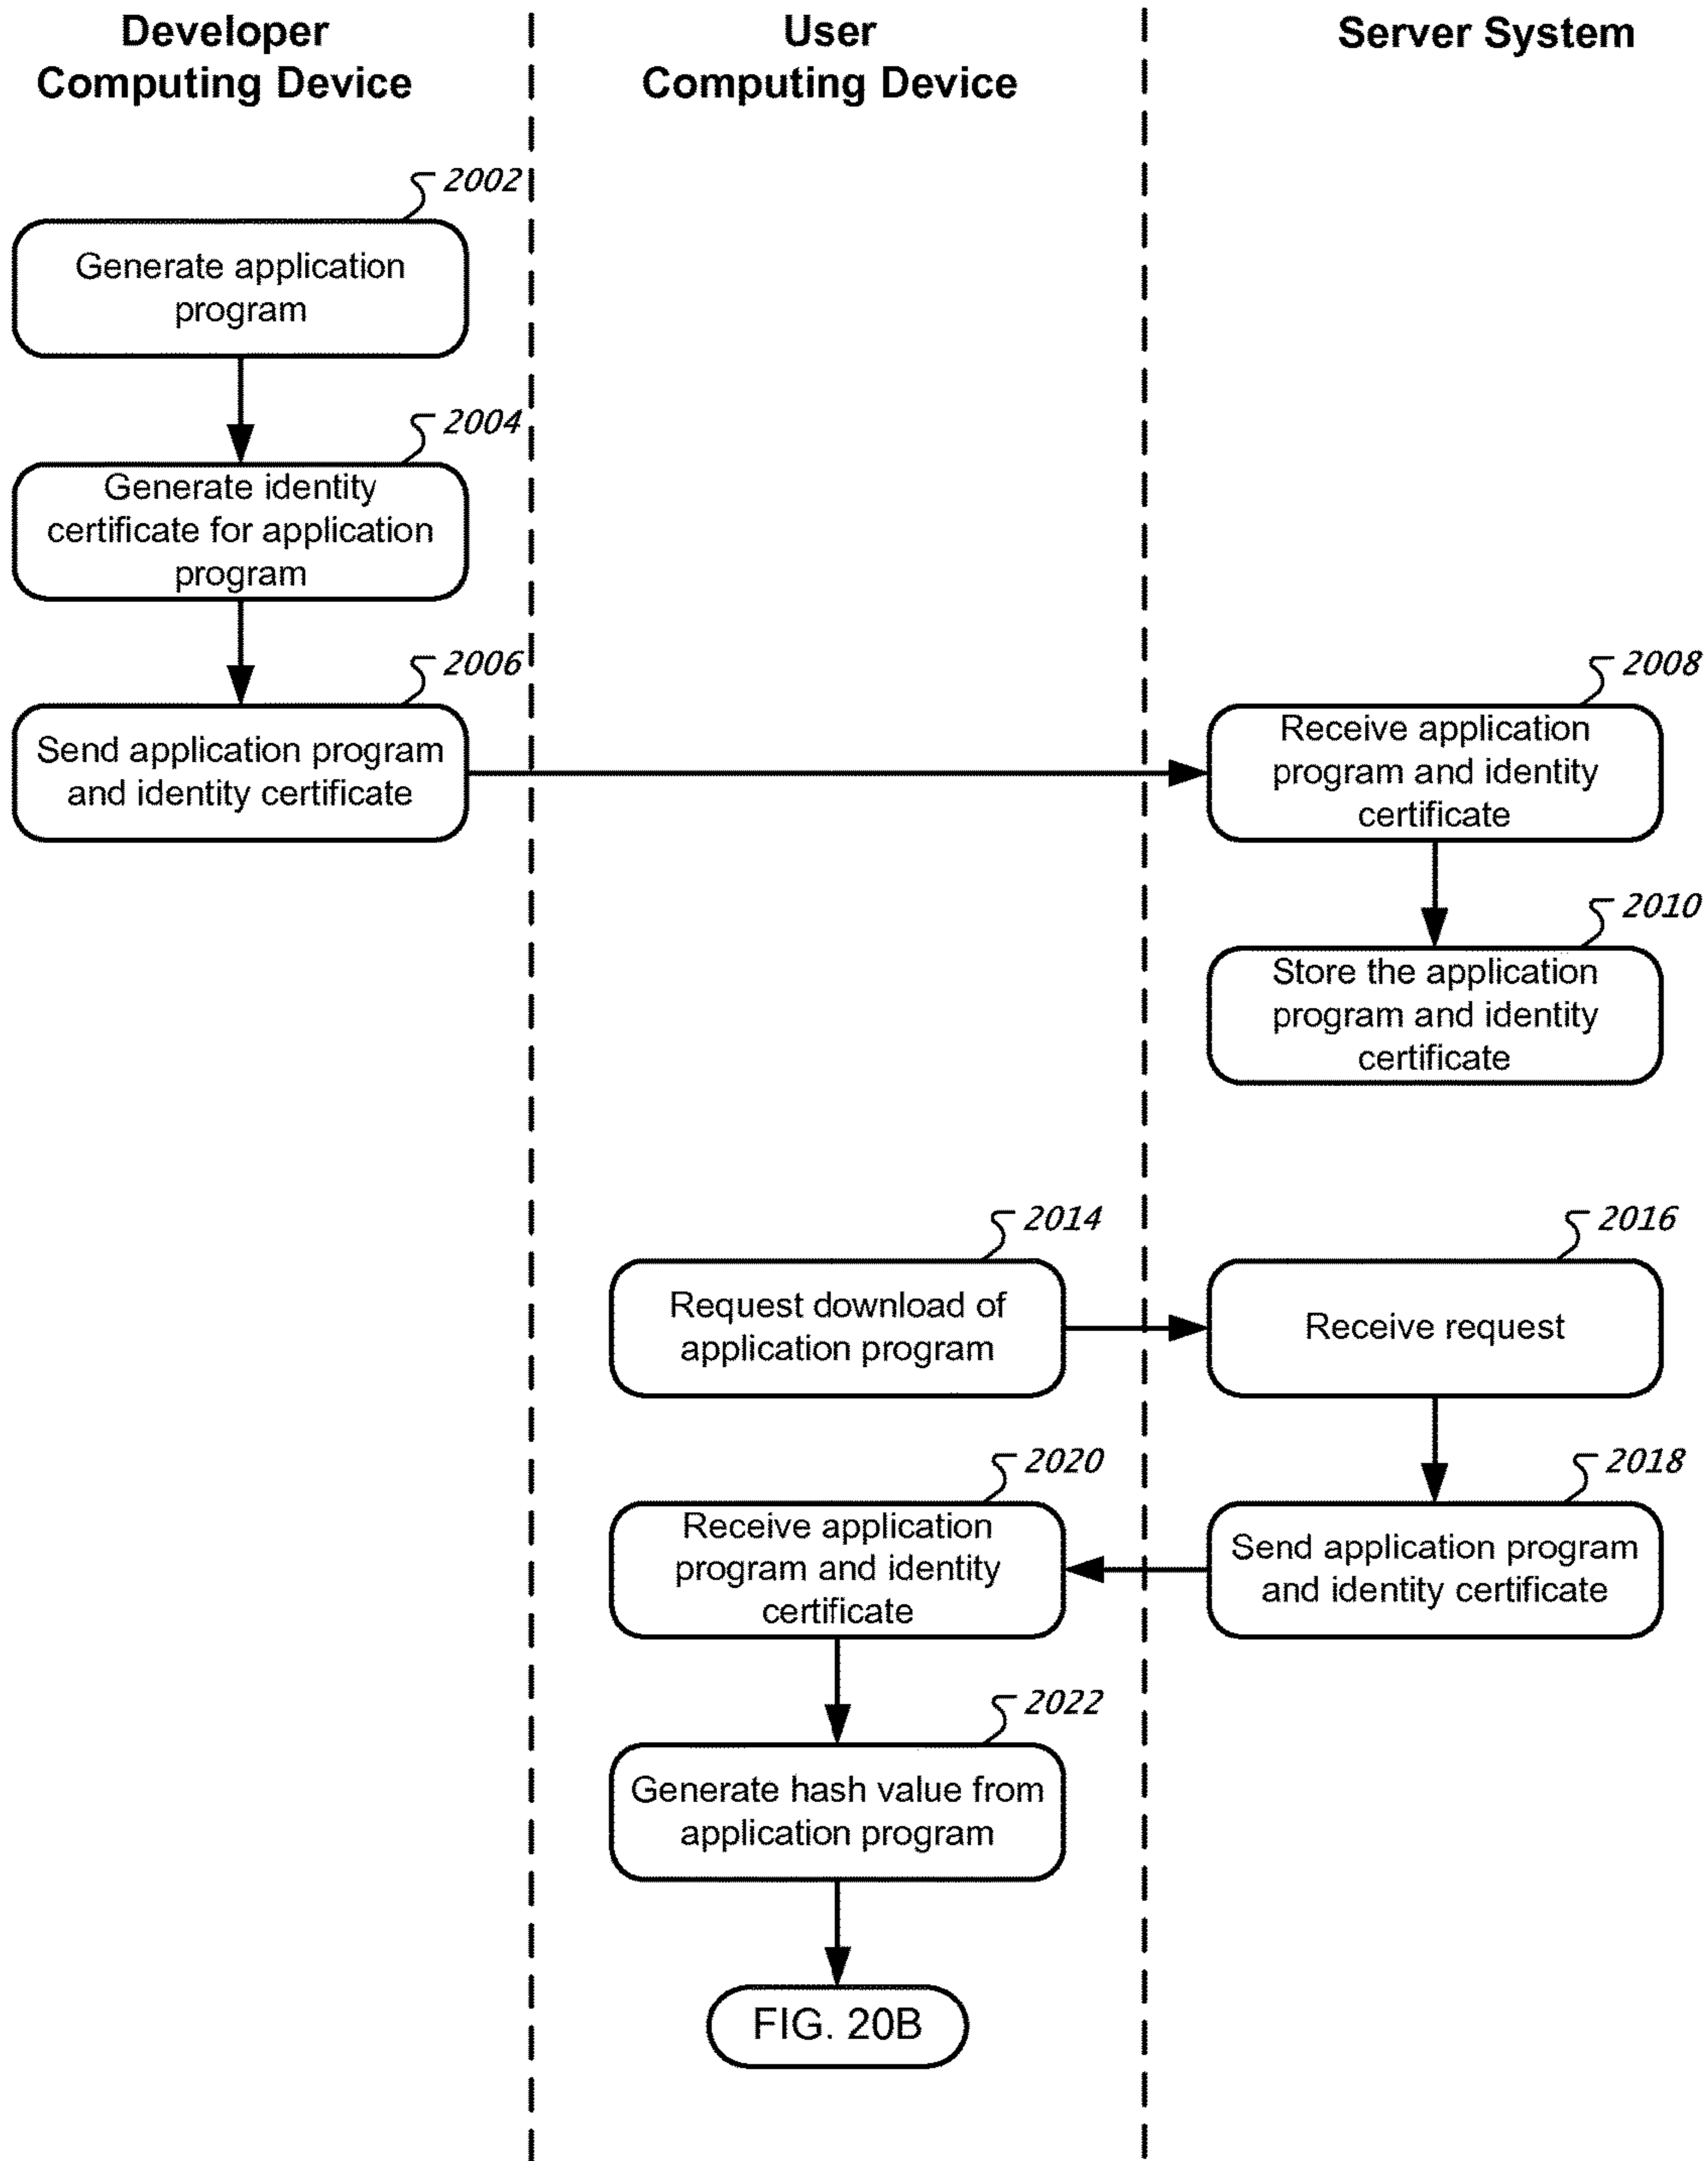 Developer
Computing Device
User
Computing Device
Server System
2002
Generate application
program
2004
Generate identity
certificate for application
program
2006
Send application program
and identity certificate
2008
Receive application
program and identity
certificate
2010
Store the application
program and identity
certificate
2014
Request download of
application program
2016
Receive request
2018
Send application program
and identity certificate
2020
Receive application
program and identity
certificate
2022
Generate hash value from
application program
FIG. 20B